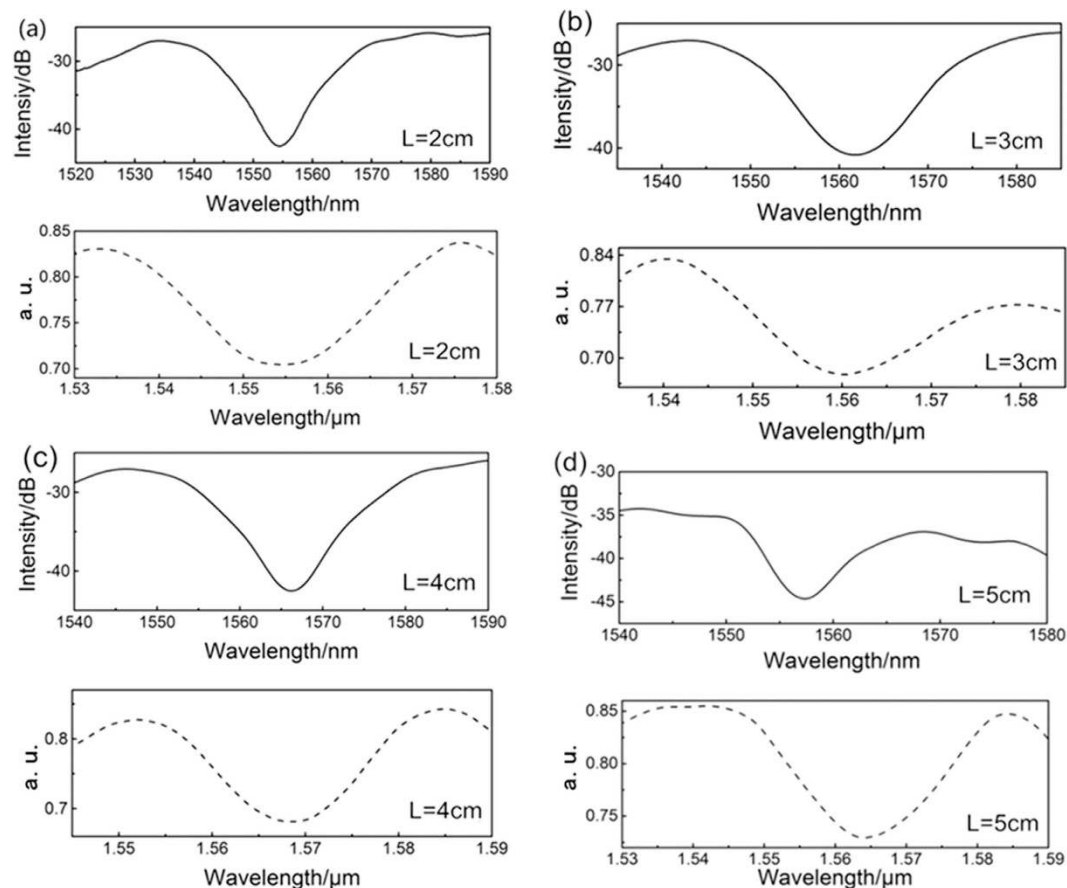 (a)
Intensiy/dB
-30
-40
L=2cm
1520 1530 1540 1550 1560 1570 1580 1590
Wavelength/nm
a. u.
0.85
0.80
0.75
0.70
L=2cm
1.53 1.54 1.55 1.56 1.57 1.58
Wavelength/μm
(b)
Itensity/dB
-30
-40
L=3cm
1540 1550 1560 1570 1580
Wavelength/nm
a. u.
0.84
0.77
0.70
L=3cm
1.54 1.55 1.56 1.57 1.58
Wavelength/μm
(c)
Intensity/dB
-30
-40
L=4cm
1540 1550 1560 1570 1580 1590
Wavelength/nm
a. u.
0.8
0.7
L=4cm
1.55 1.56 1.57 1.58 1.59
Wavelength/μm
(d)
Intensity/dB
-30
-35
-40
-45
L=5cm
1540 1550 1560 1570 1580
Wavelength/nm
a. u.
0.85
0.80
0.75
L=5cm
1.53 1.54 1.55 1.56 1.57 1.58 1.59
Wavelength/μm